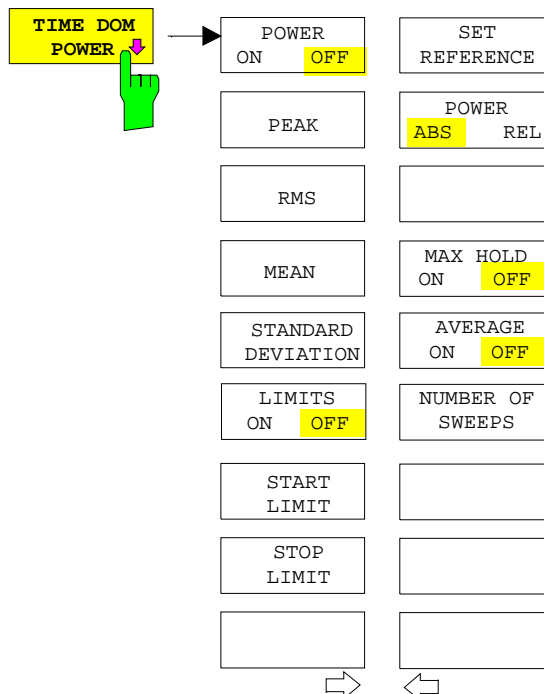 TIME DOM
POWER
POWER
ON OFF
PEAK
RMS
MEAN
STANDARD
DEVIATION
LIMITS
ON OFF
START
LIMIT
STOP
LIMIT
SET
REFERENCE
POWER
ABS REL
MAX HOLD
ON OFF
AVERAGE
ON OFF
NUMBER OF
SWEEPS